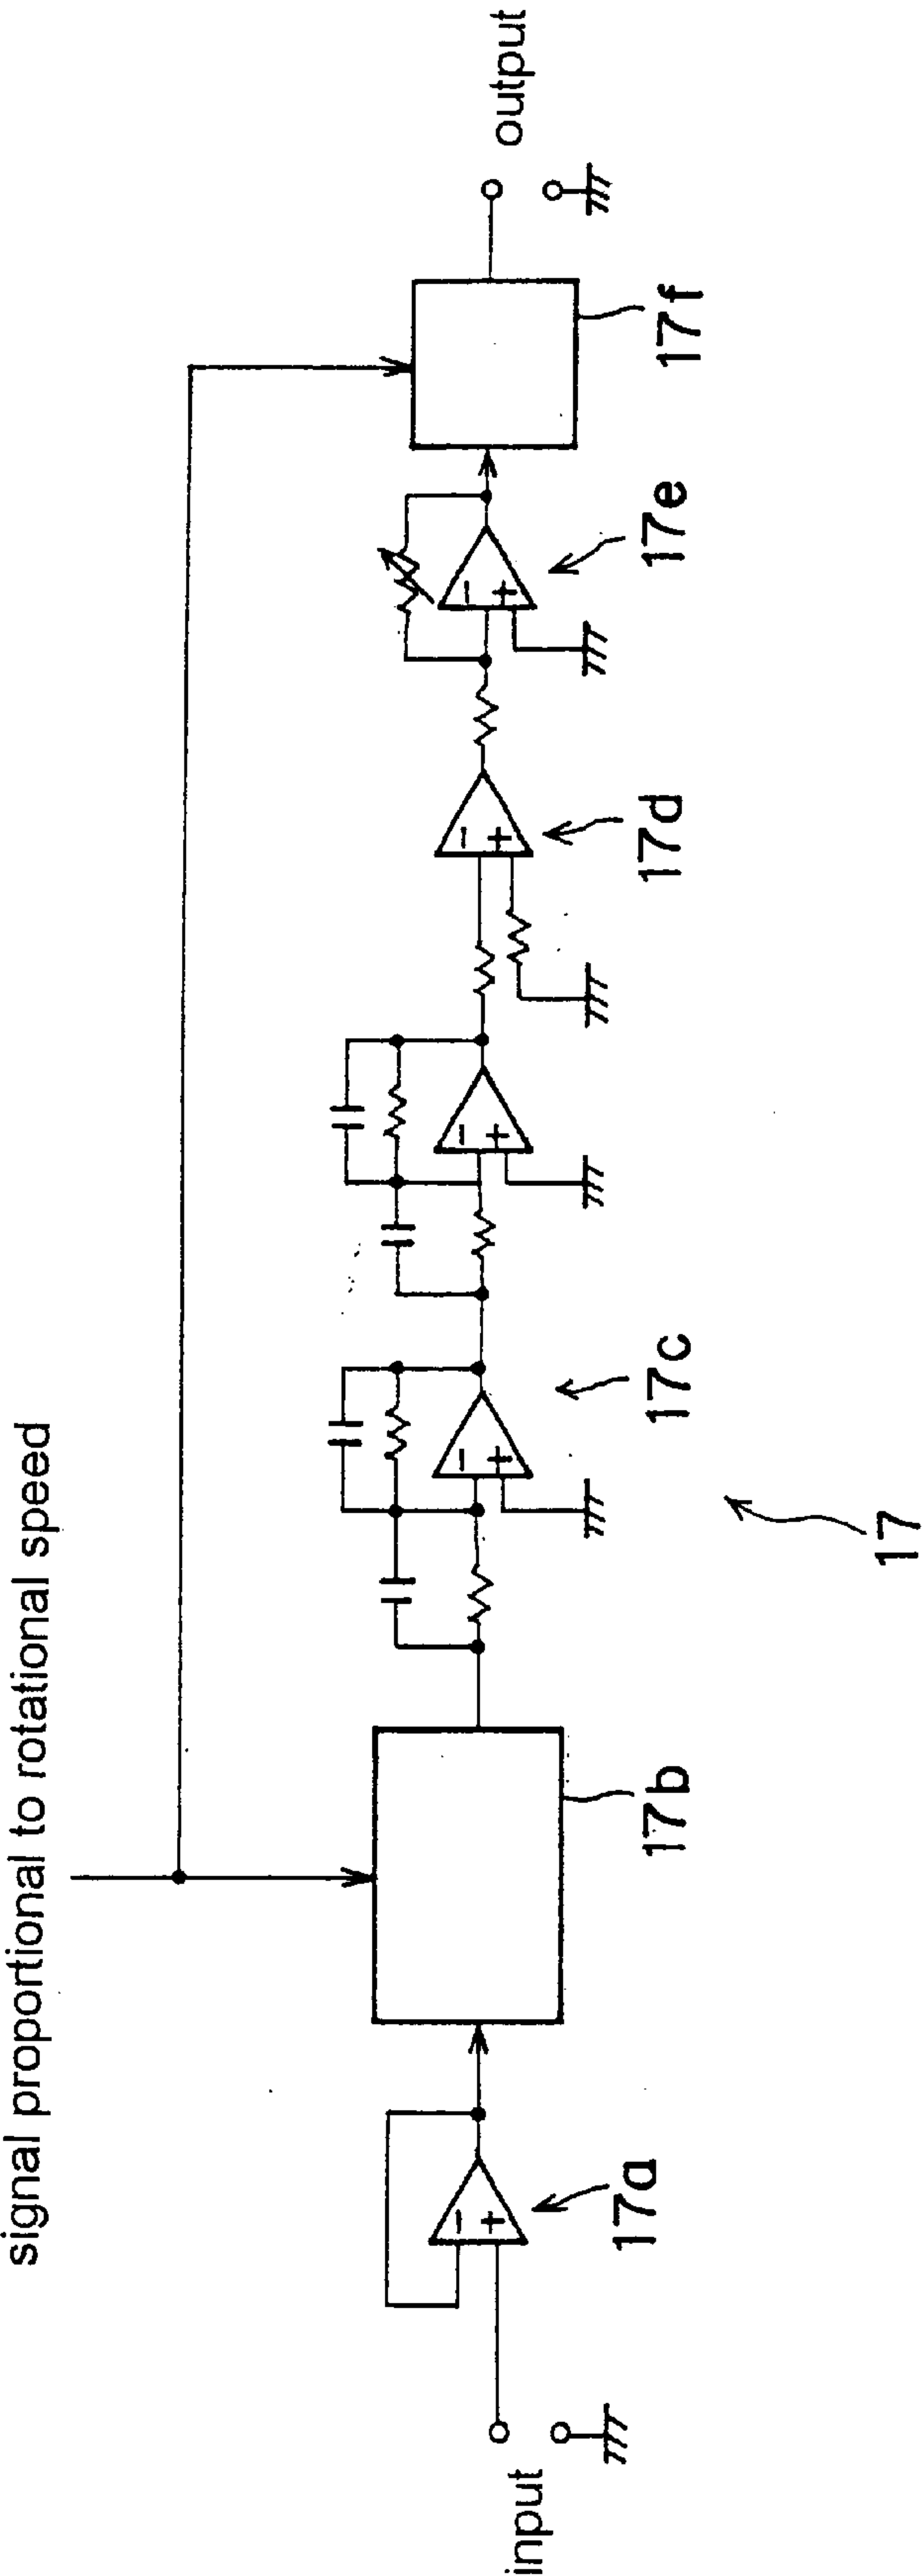 signal proportional to rotational speed
input
output
17a
17b
17c
17d
17e
17f
17